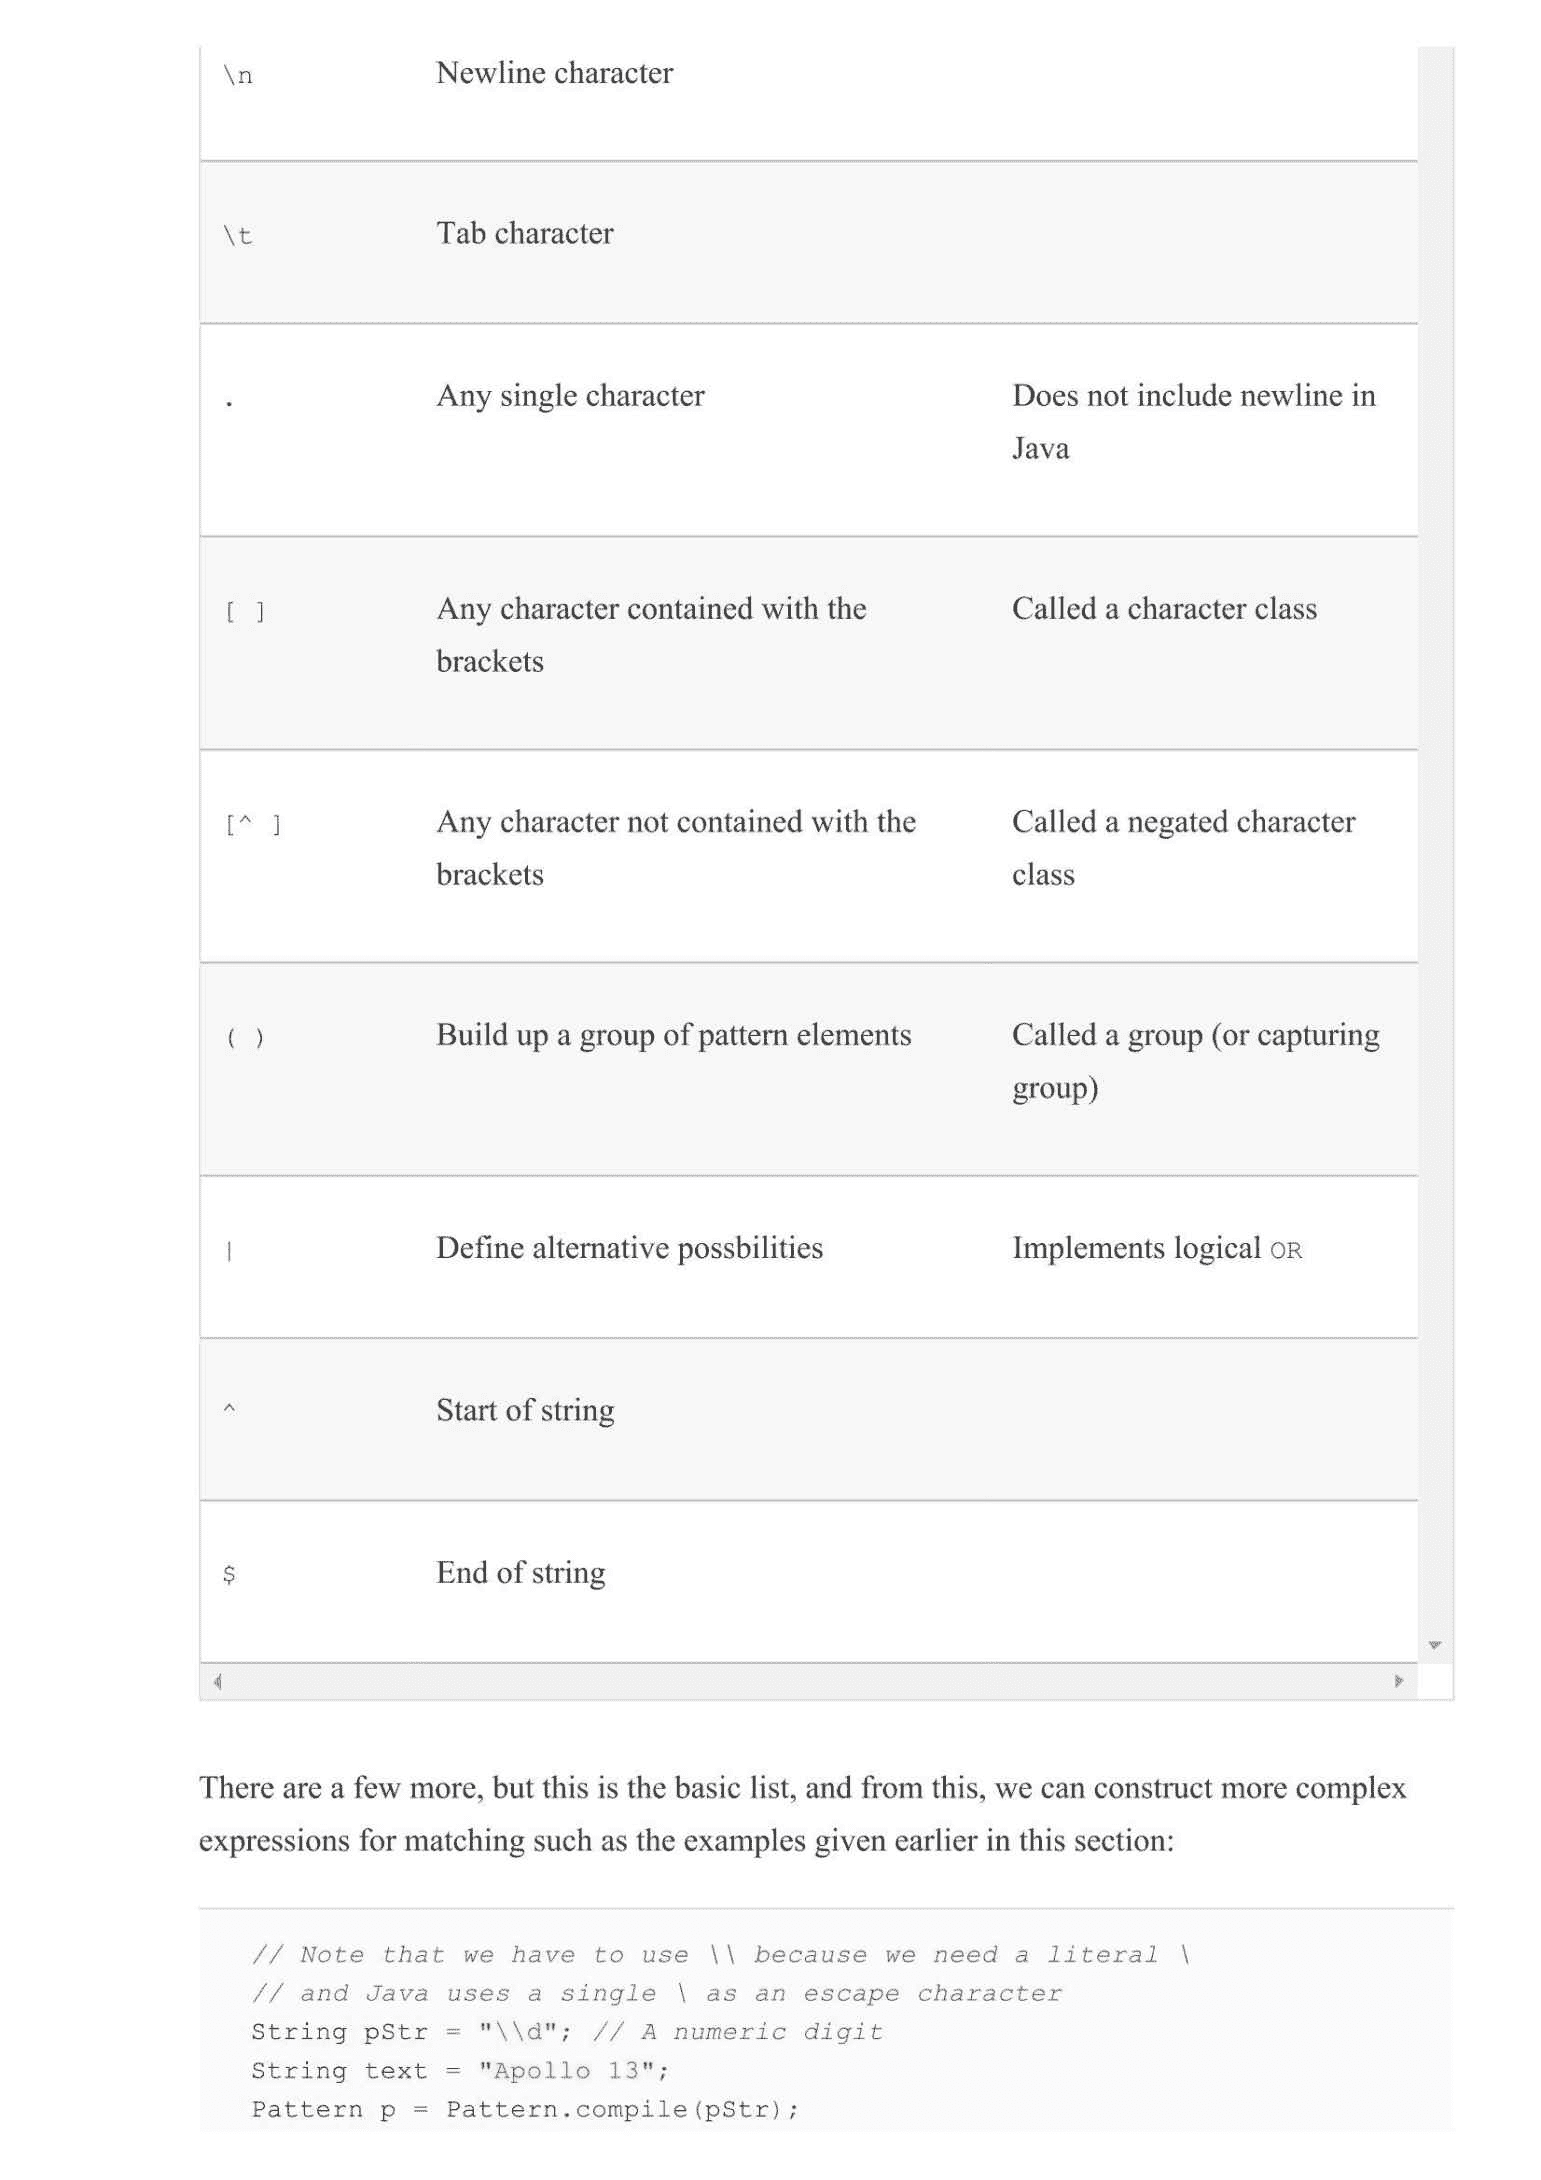 \n Newline character
\t Tab character
. Any single character Does not include newline in
Java
[ ] Any character contained with the Called a character class
brackets
[^ ] Any character not contained with the Called a negated character
brackets class
( ) Build up a group of pattern elements Called a group (or capturing
group)
| Define alternative possbilities Implements logical OR
^ Start of string
$ End of string
There are a few more, but this is the basic list, and from this, we can construct more complex
expressions for matching such as the examples given earlier in this section:
// Note that we have to use \\ because we need a literal \
// and Java uses a single \ as an escape character
String pStr = "\\d"; // A numeric digit
String text = "Apollo 13";
Pattern p = Pattern.compile(pStr);